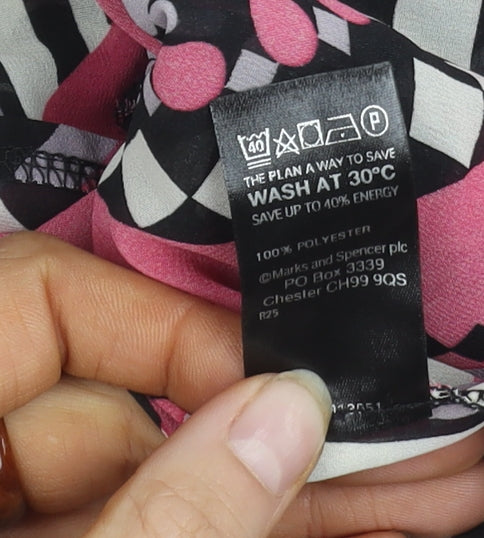 40 P
THE PLAN A WAY TO SAVE
WASH AT 30°C
SAVE UP TO 40% ENERGY
100% POLYESTER
©Marks and Spencer plc
PO Box 3339
Chester CH99 9QS
R25